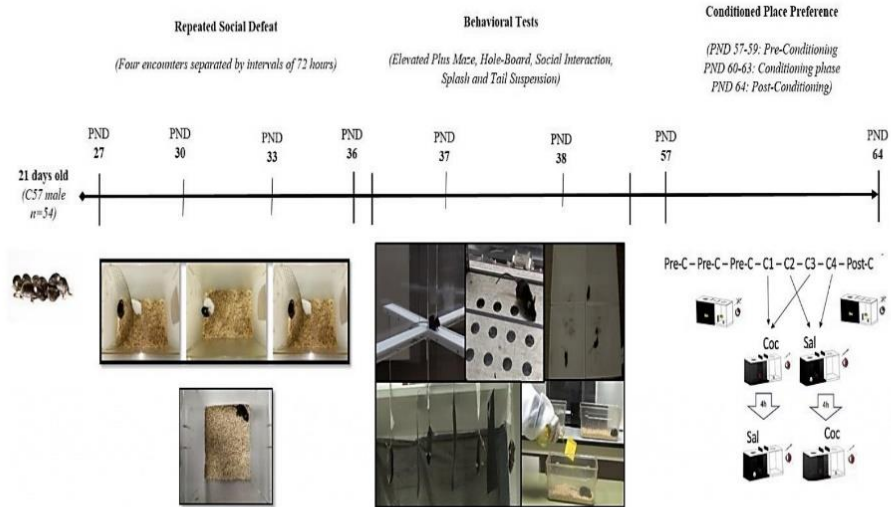 Repeated Social Defeat
(Four encounters separated by intervals of 72 hours)
Behavioral Tests
(Elevated Plus Maze, Hole-Board, Social Interaction,
Splash and Tail Suspension)
Conditioned Place Preference
(PND 57-59: Pre-Conditioning
PND 60-63: Conditioning phase
PND 64: Post-Conditioning)
PND
27
PND
30
PND
33
PND
36
PND
37
PND
38
PND
57
PND
64
21 days old
(C57 male
n=54)
Pre-C – Pre-C – Pre-C – C1 – C2 – C3 – C4 – Post-C
Coc
Sal
4h
4h
Sal
Coc